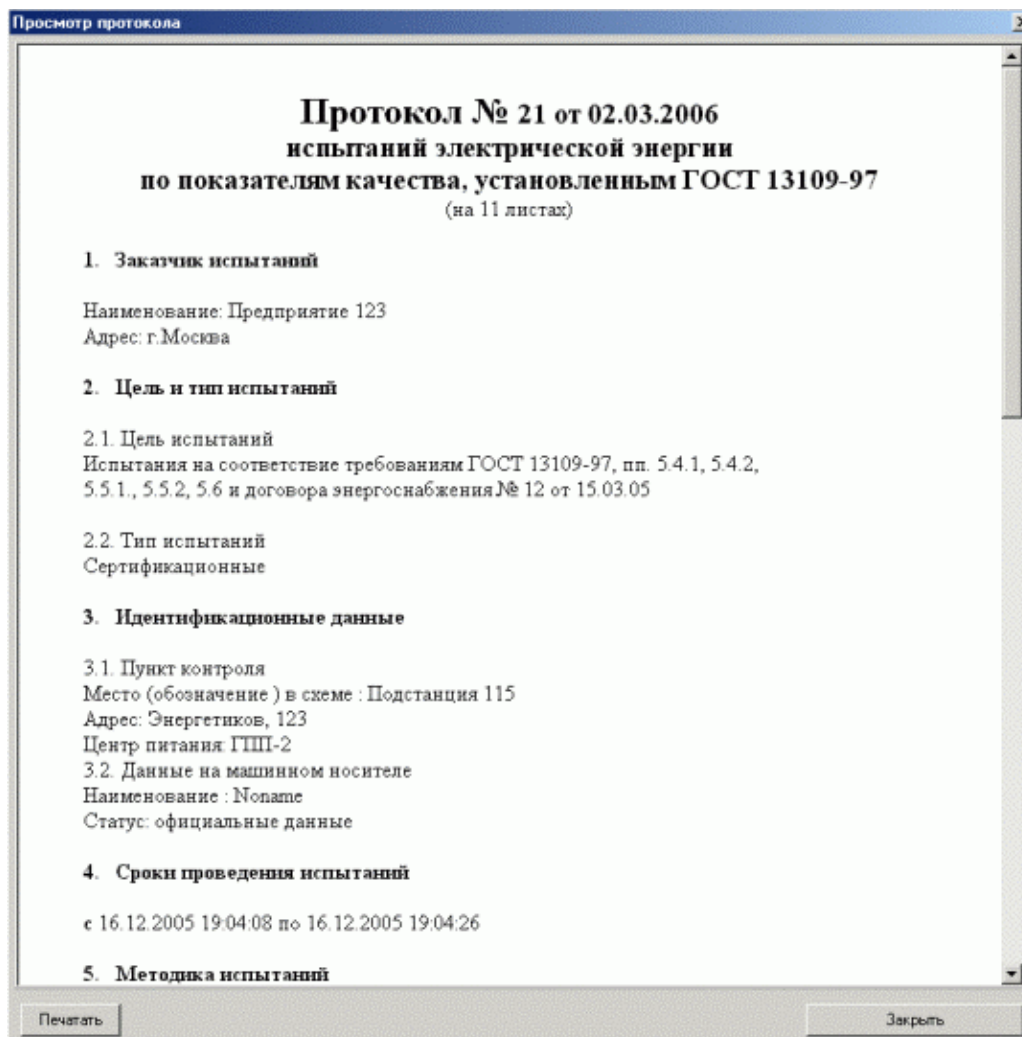 Просмотр протокола
Протокол № 21 от 02.03.2006
испытаний электрической энергии
по показателям качества, установленным ГОСТ 13109-97
(на 11 листах)
1. Заказчик испытаний
Наименование: Предприятие 123
Адрес: г.Москва
2. Цель и тип испытаний
2.1. Цель испытаний
Испытания на соответствие требованиям ГОСТ 13109-97, пп. 5.4.1, 5.4.2,
5.5.1., 5.5.2, 5.6 и договора энергоснабжения № 12 от 15.03.05
2.2. Тип испытаний
Сертификационные
3. Идентификационные данные
3.1. Пункт контроля
Место (обозначение ) в схеме : Подстанция 115
Адрес: Энергетиков, 123
Центр питания: ГПП-2
3.2. Данные на машинном носителе
Наименование : Noname
Статус: официальные данные
4. Сроки проведения испытаний
с 16.12.2005 19:04:08 по 16.12.2005 19:04:26
5. Методика испытаний
Печатать
Закрыть